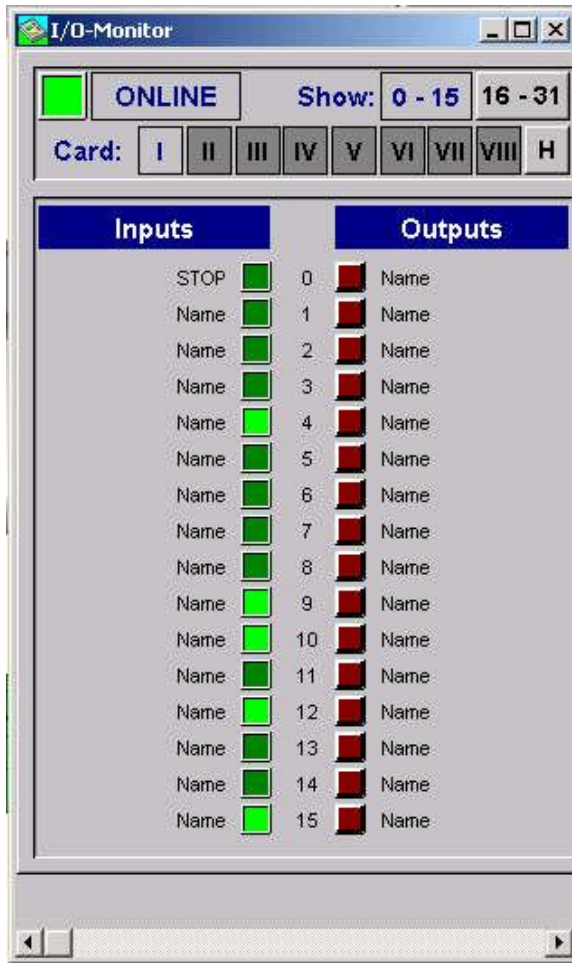 I/O-Monitor
ONLINE Show: 0 - 15 16 - 31
Card: I II III IV V VI VII VIII H
Inputs Outputs
STOP 0 Name
Name 1 Name
Name 2 Name
Name 3 Name
Name 4 Name
Name 5 Name
Name 6 Name
Name 7 Name
Name 8 Name
Name 9 Name
Name 10 Name
Name 11 Name
Name 12 Name
Name 13 Name
Name 14 Name
Name 15 Name